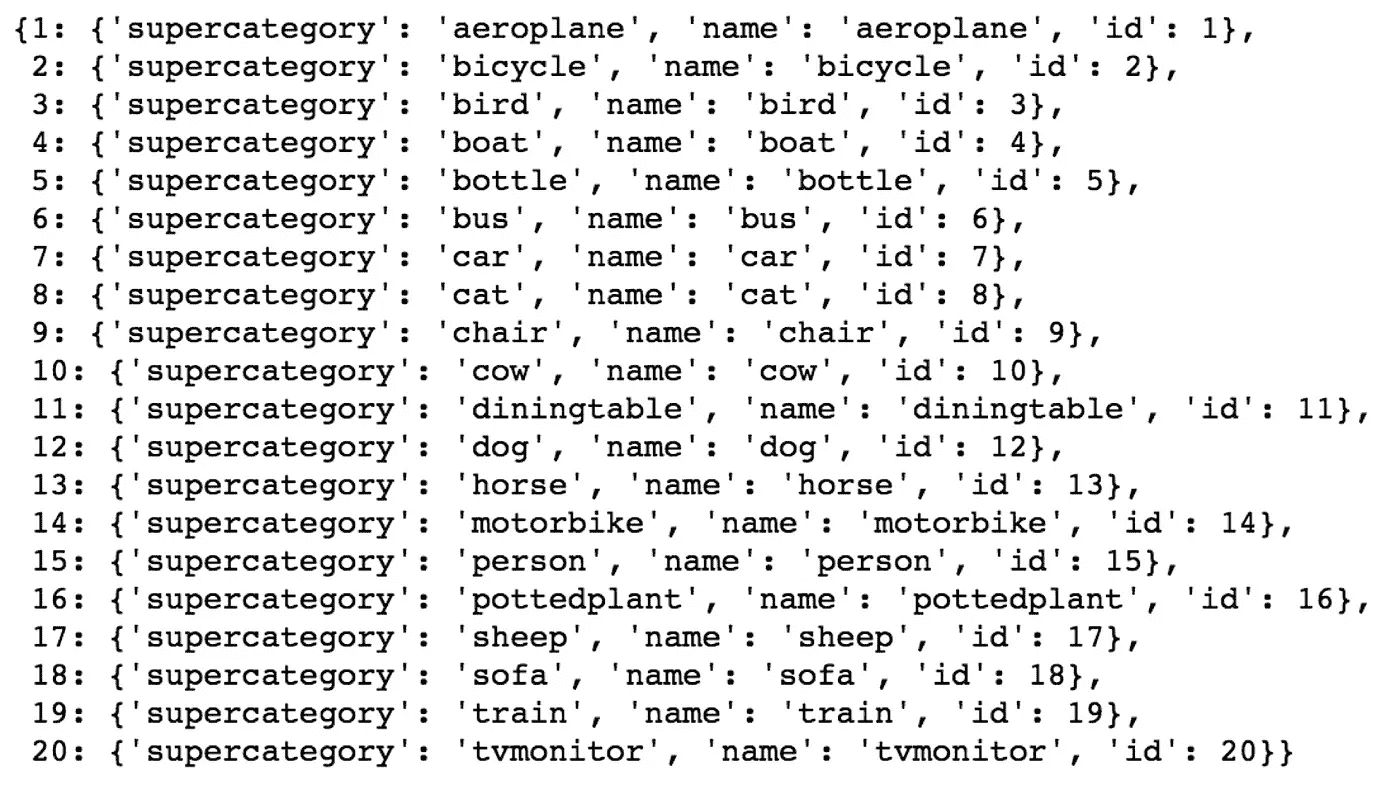 {1: {'supercategory': 'aeroplane', 'name': 'aeroplane', 'id': 1},
2: {'supercategory': 'bicycle', 'name': 'bicycle', 'id': 2},
3: {'supercategory': 'bird', 'name': 'bird', 'id': 3},
4: {'supercategory': 'boat', 'name': 'boat', 'id': 4},
5: {'supercategory': 'bottle', 'name': 'bottle', 'id': 5},
6: {'supercategory': 'bus', 'name': 'bus', 'id': 6},
7: {'supercategory': 'car', 'name': 'car', 'id': 7},
8: {'supercategory': 'cat', 'name': 'cat', 'id': 8},
9: {'supercategory': 'chair', 'name': 'chair', 'id': 9},
10: {'supercategory': 'cow', 'name': 'cow', 'id': 10},
11: {'supercategory': 'diningtable', 'name': 'diningtable', 'id': 11},
12: {'supercategory': 'dog', 'name': 'dog', 'id': 12},
13: {'supercategory': 'horse', 'name': 'horse', 'id': 13},
14: {'supercategory': 'motorbike', 'name': 'motorbike', 'id': 14},
15: {'supercategory': 'person', 'name': 'person', 'id': 15},
16: {'supercategory': 'pottedplant', 'name': 'pottedplant', 'id': 16},
17: {'supercategory': 'sheep', 'name': 'sheep', 'id': 17},
18: {'supercategory': 'sofa', 'name': 'sofa', 'id': 18},
19: {'supercategory': 'train', 'name': 'train', 'id': 19},
20: {'supercategory': 'tvmonitor', 'name': 'tvmonitor', 'id': 20}}